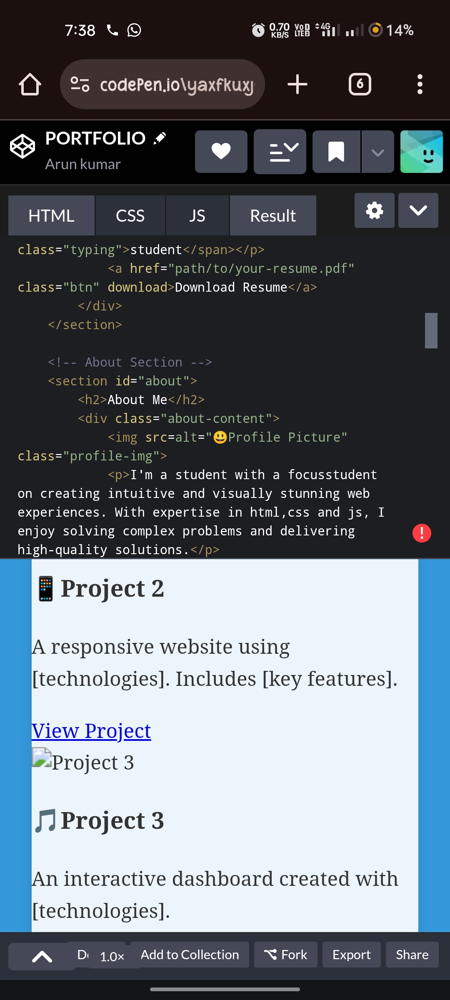 7:38 0.70 KB/S Vo 1 LTE 2 4G 14%
codePen.io\yaxfkuxj 6
PORTFOLIO
Arun kumar
HTML CSS JS Result
class="typing">student</span></p>
<a href="path/to/your-resume.pdf"
class="btn" download>Download Resume</a>
</div>
</section>
<!-- About Section -->
<section id="about">
<h2>About Me</h2>
<div class="about-content">
<img src=alt="😃Profile Picture"
class="profile-img">
<p>I'm a student with a focusstudent
on creating intuitive and visually stunning web
experiences. With expertise in html,css and js, I
enjoy solving complex problems and delivering
high-quality solutions.</p>
📱Project 2
A responsive website using
[technologies]. Includes [key features].
View Project
Project 3
🎵Project 3
An interactive dashboard created with
[technologies].
1.0× Add to Collection Fork Export Share